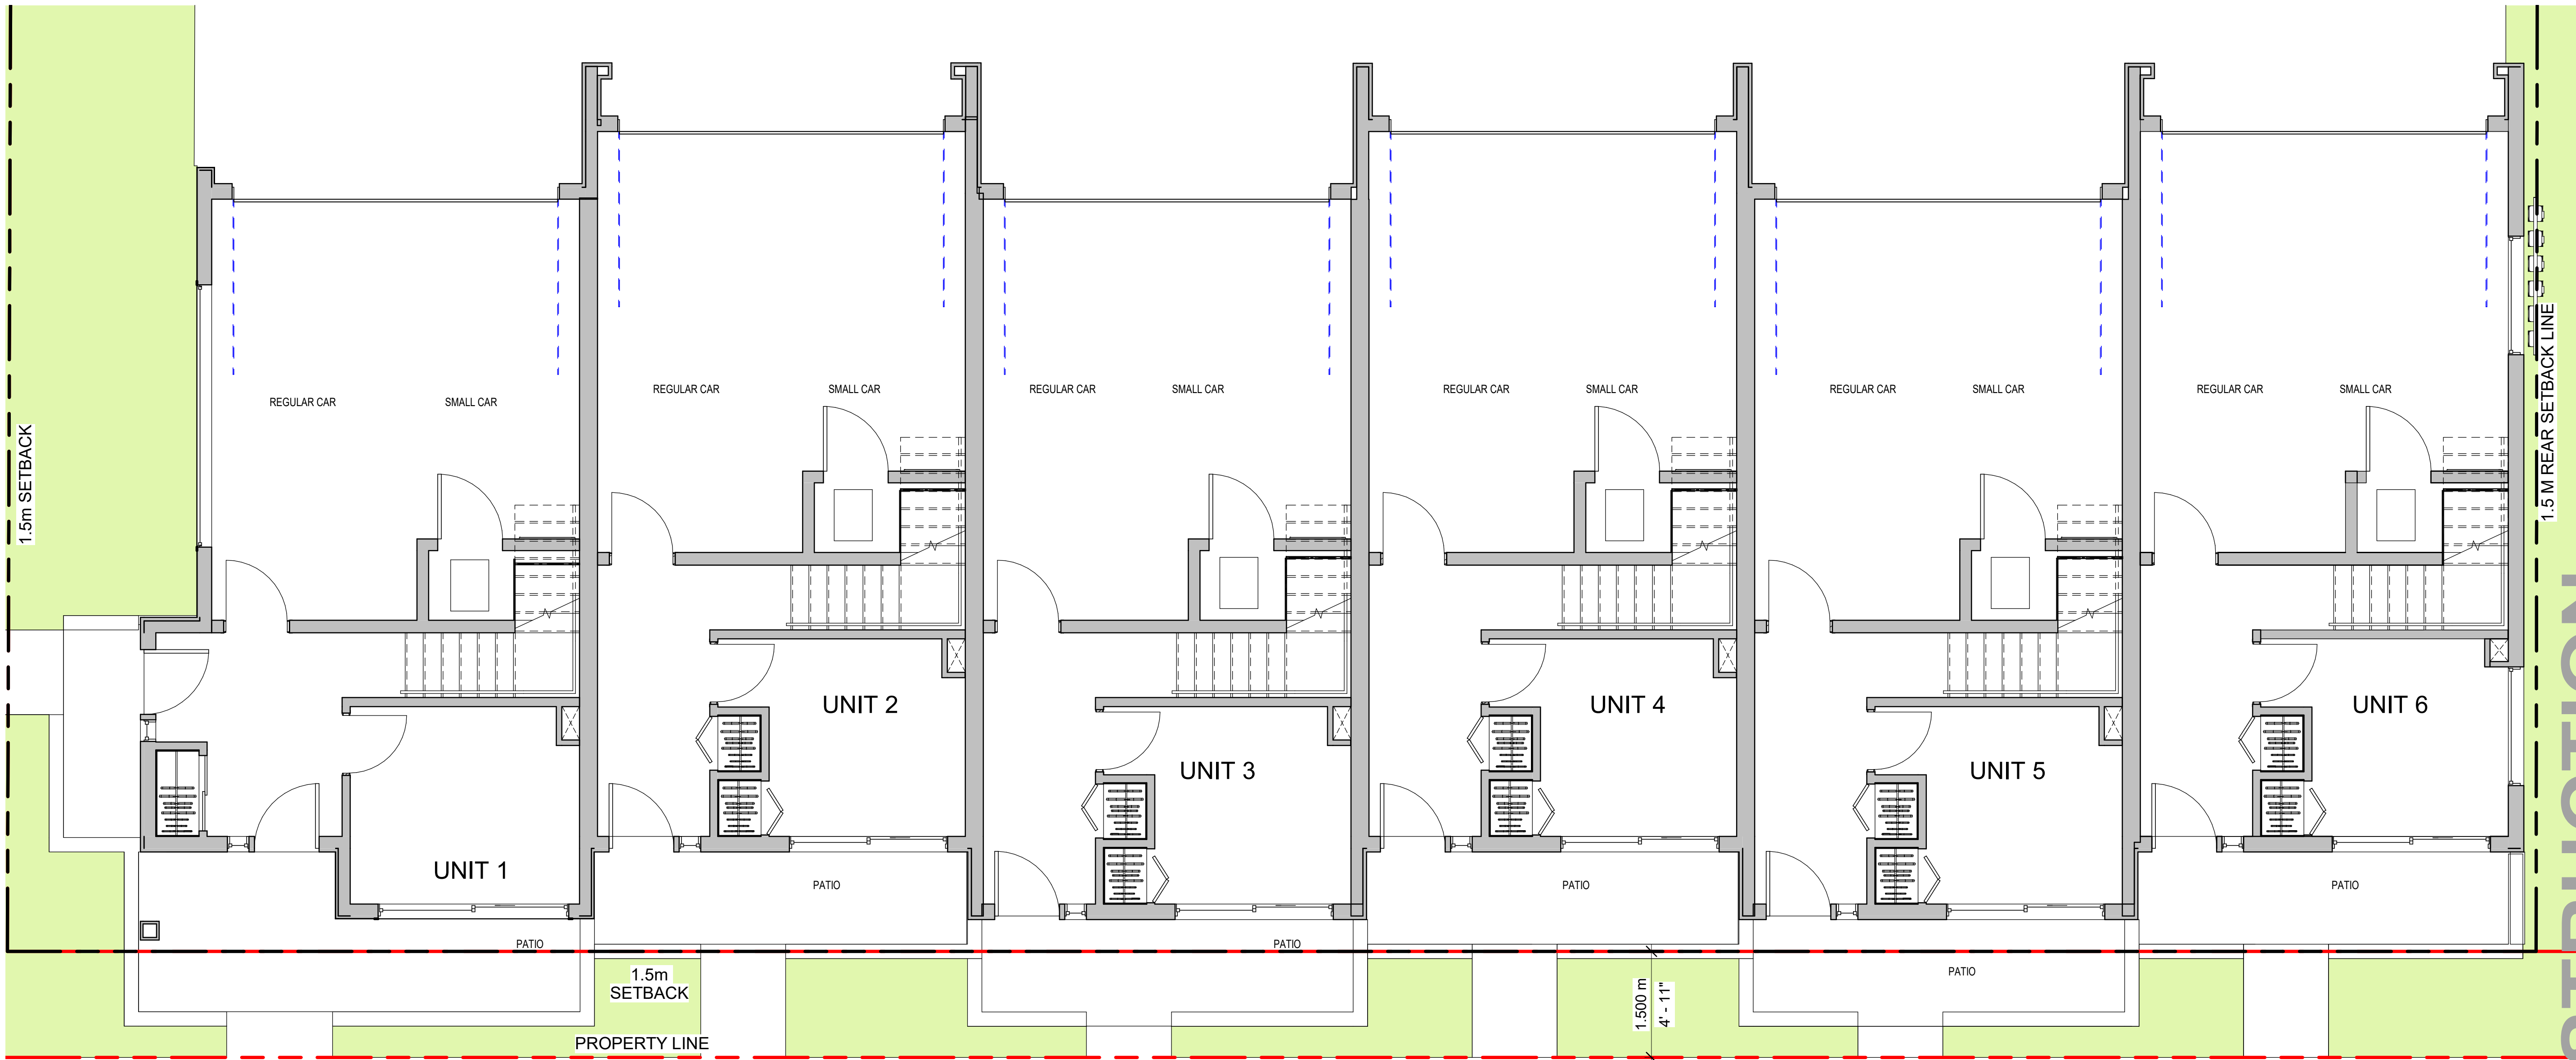 REGULAR CAR
SMALL CAR
REGULAR CAR
SMALL CAR
REGULAR CAR
SMALL CAR
REGULAR CAR
SMALL CAR
REGULAR CAR
SMALL CAR
REGULAR CAR
SMALL CAR
1.5m SETBACK
1.5 M REAR SETBACK LINE
UNIT 1
UNIT 2
UNIT 3
UNIT 4
UNIT 5
UNIT 6
PATIO
PATIO
PATIO
PATIO
PATIO
PATIO
1.5m
SETBACK
1.500 m
4' - 11"
PROPERTY LINE